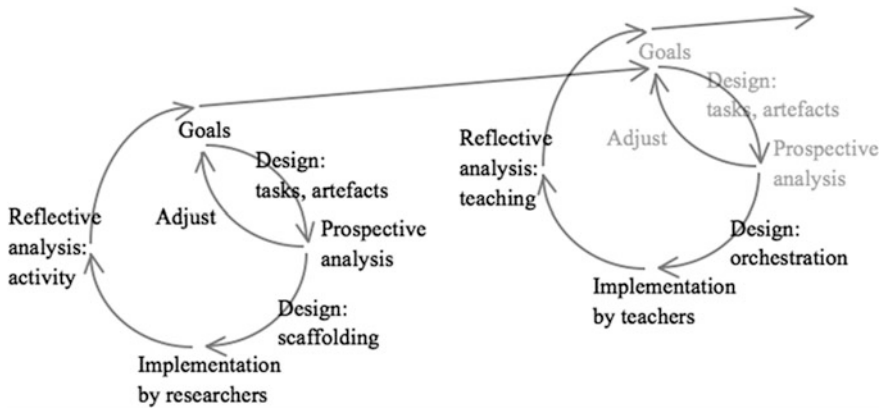 Goals
Design:
tasks, artefacts
Adjust
Prospective
analysis
Design:
scaffolding
Implementation
by researchers
Reflective
analysis:
activity
Goals
Design:
tasks, artefacts
Adjust
Prospective
analysis
Design:
orchestration
Implementation
by teachers
Reflective
analysis:
teaching